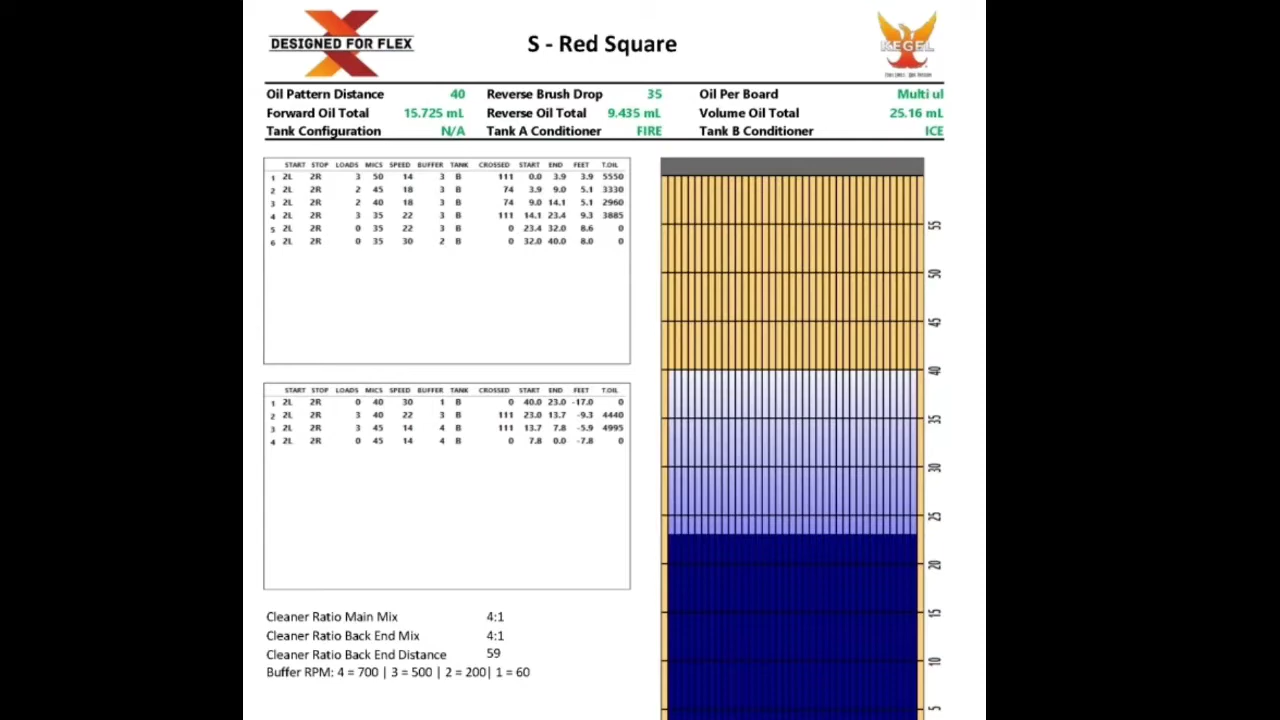 DESIGNED FOR FLEX
S - Red Square
KEGEL
Oil Pattern Distance 40 Reverse Brush Drop 35 Oil Per Board Multi ul
Forward Oil Total 15.725 mL Reverse Oil Total 9.435 mL Volume Oil Total 25.16 mL
Tank Configuration N/A Tank A Conditioner FIRE Tank B Conditioner ICE
START STOP LOADS MICS SPEED BUFFER TANK CROSSED START END FEET T.OIL
1 2L 2R 3 50 14 3 B 111 0.0 3.9 3.9 5550
2 2L 2R 2 45 18 3 B 74 3.9 9.0 5.1 3330
3 2L 2R 2 40 18 3 B 74 9.0 14.1 5.1 2960
4 2L 2R 3 35 22 3 B 111 14.1 23.4 9.3 3885
5 2L 2R 0 35 22 3 B 0 23.4 32.0 8.6 0
6 2L 2R 0 35 30 2 B 0 32.0 40.0 8.0 0
START STOP LOADS MICS SPEED BUFFER TANK CROSSED START END FEET T.OIL
1 2L 2R 0 40 30 1 B 0 40.0 23.0 -17.0 0
2 2L 2R 3 40 22 3 B 111 23.0 13.7 -9.3 4440
3 2L 2R 3 45 14 4 B 111 13.7 7.8 -5.9 4995
4 2L 2R 0 45 14 4 B 0 7.8 0.0 -7.8 0
Cleaner Ratio Main Mix 4:1
Cleaner Ratio Back End Mix 4:1
Cleaner Ratio Back End Distance 59
Buffer RPM: 4 = 700 | 3 = 500 | 2 = 200| 1 = 60
55
50
45
40
35
30
25
20
15
10
5